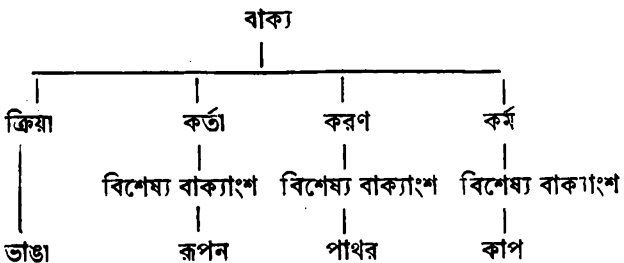 বাক্য
ক্রিয়া কর্তা করণ কর্ম
বিশেষ্য বাক্যাংশ বিশেষ্য বাক্যাংশ বিশেষ্য বাক্যাংশ
ভাঙা রূপন পাথর কাপ